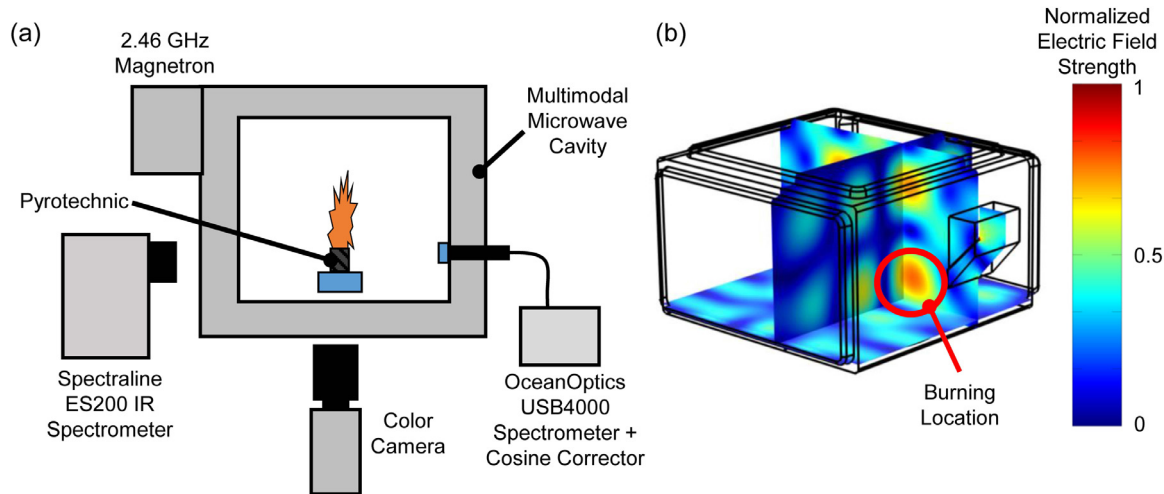 (a)
2.46 GHz
Magnetron
Multimodal
Microwave
Cavity
Pyrotechnic
Spectraline
ES200 IR
Spectrometer
Color
Camera
OceanOptics
USB4000
Spectrometer +
Cosine Corrector
(b)
Normalized
Electric Field
Strength
1
0.5
0
Burning
Location